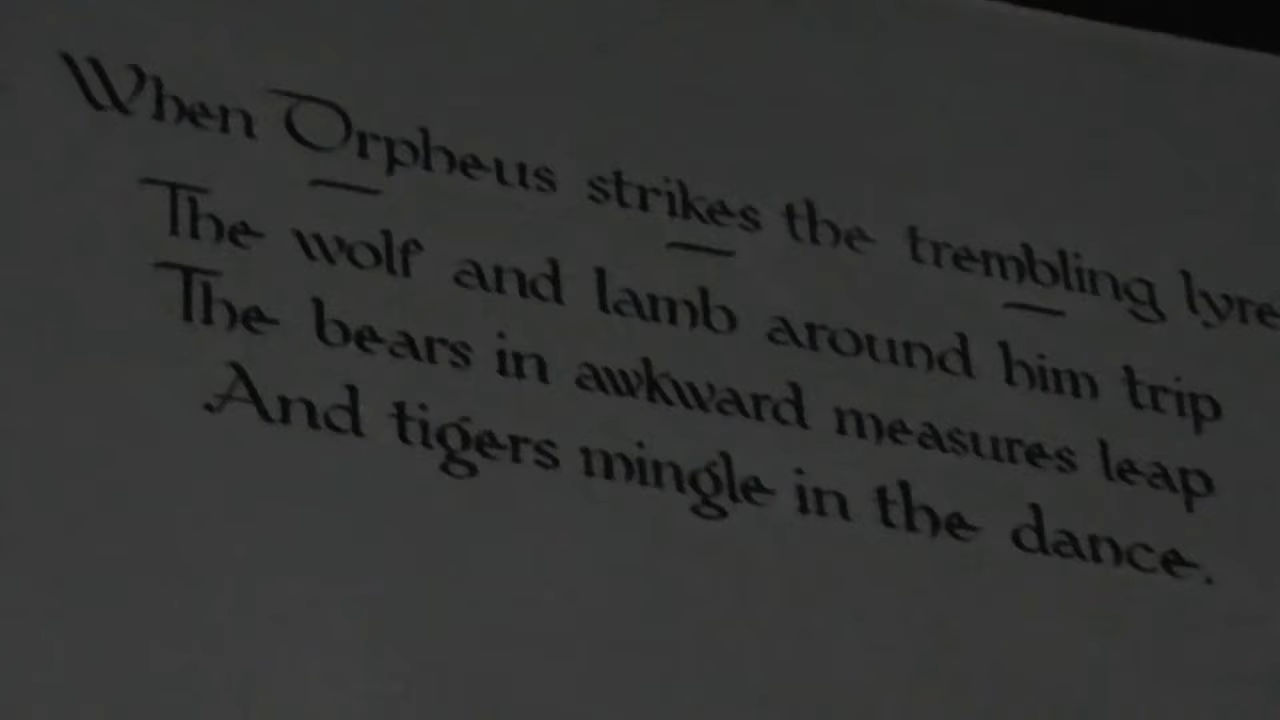 When Orpheus strikes the trembling lyre
The wolf and lamb around him trip
The bears in awkward measures leap
And tigers mingle in the dance.